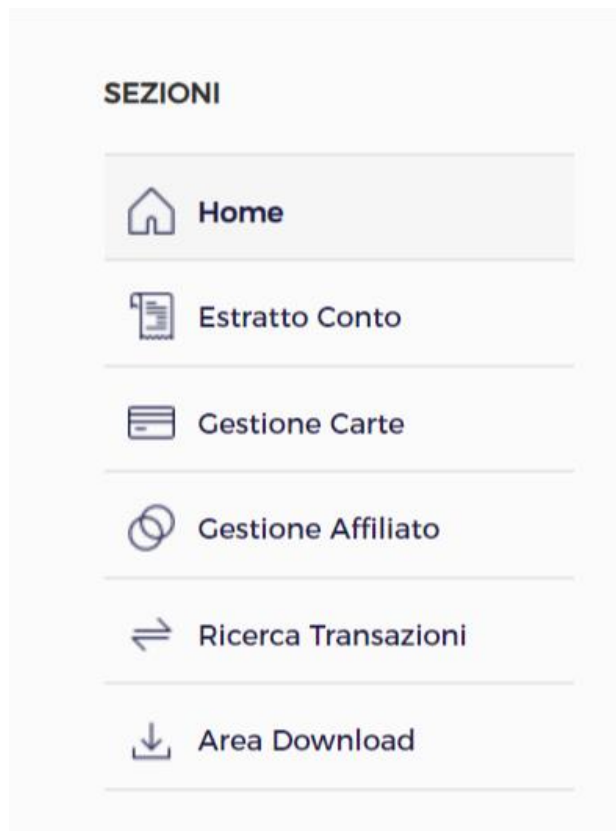 SEZIONI
Home
Estratto Conto
Gestione Carte
Gestione Affiliato
Ricerca Transazioni
Area Download